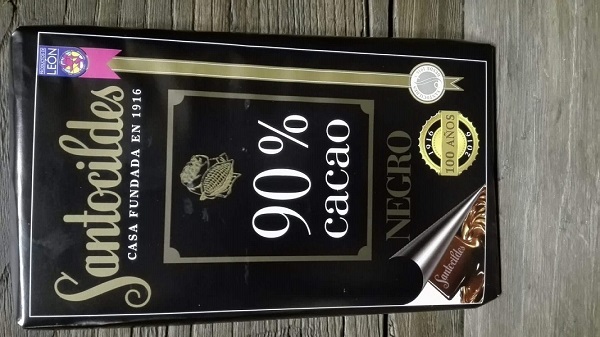 LEÓN
Santocildes
CASA FUNDADA EN 1916
90%
cacao
NEGRO
1916
100 AÑOS
2016
Santocildes